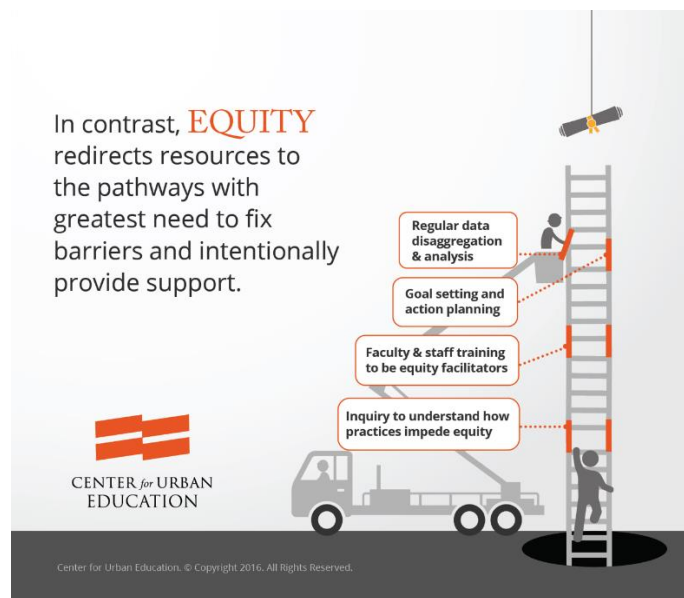 In contrast, EQUITY
redirects resources to
the pathways with
greatest need to fix
barriers and intentionally
provide support.
Regular data
disaggregation
& analysis
Goal setting and
action planning
Faculty & staff training
to be equity facilitators
Inquiry to understand how
practices impede equity
CENTER for URBAN
EDUCATION
Center for Urban Education. © Copyright 2016. All Rights Reserved.